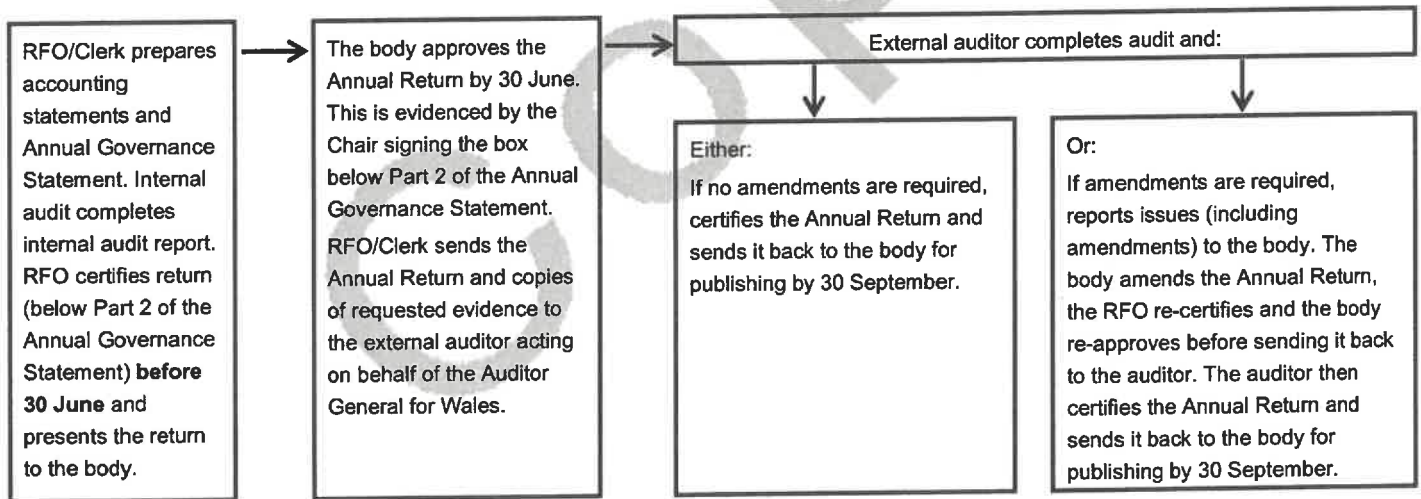 RFO/Clerk prepares
accounting
statements and
Annual Governance
Statement. Internal
audit completes
internal audit report.
RFO certifies return
(below Part 2 of the
Annual Governance
Statement) before
30 June and
presents the return
to the body.
The body approves the
Annual Return by 30 June.
This is evidenced by the
Chair signing the box
below Part 2 of the Annual
Governance Statement.
RFO/Clerk sends the
Annual Return and copies
of requested evidence to
the external auditor acting
on behalf of the Auditor
General for Wales.
External auditor completes audit and:
Either:
If no amendments are required,
certifies the Annual Return and
sends it back to the body for
publishing by 30 September.
Or:
If amendments are required,
reports issues (including
amendments) to the body. The
body amends the Annual Return,
the RFO re-certifies and the body
re-approves before sending it back
to the auditor. The auditor then
certifies the Annual Return and
sends it back to the body for
publishing by 30 September.